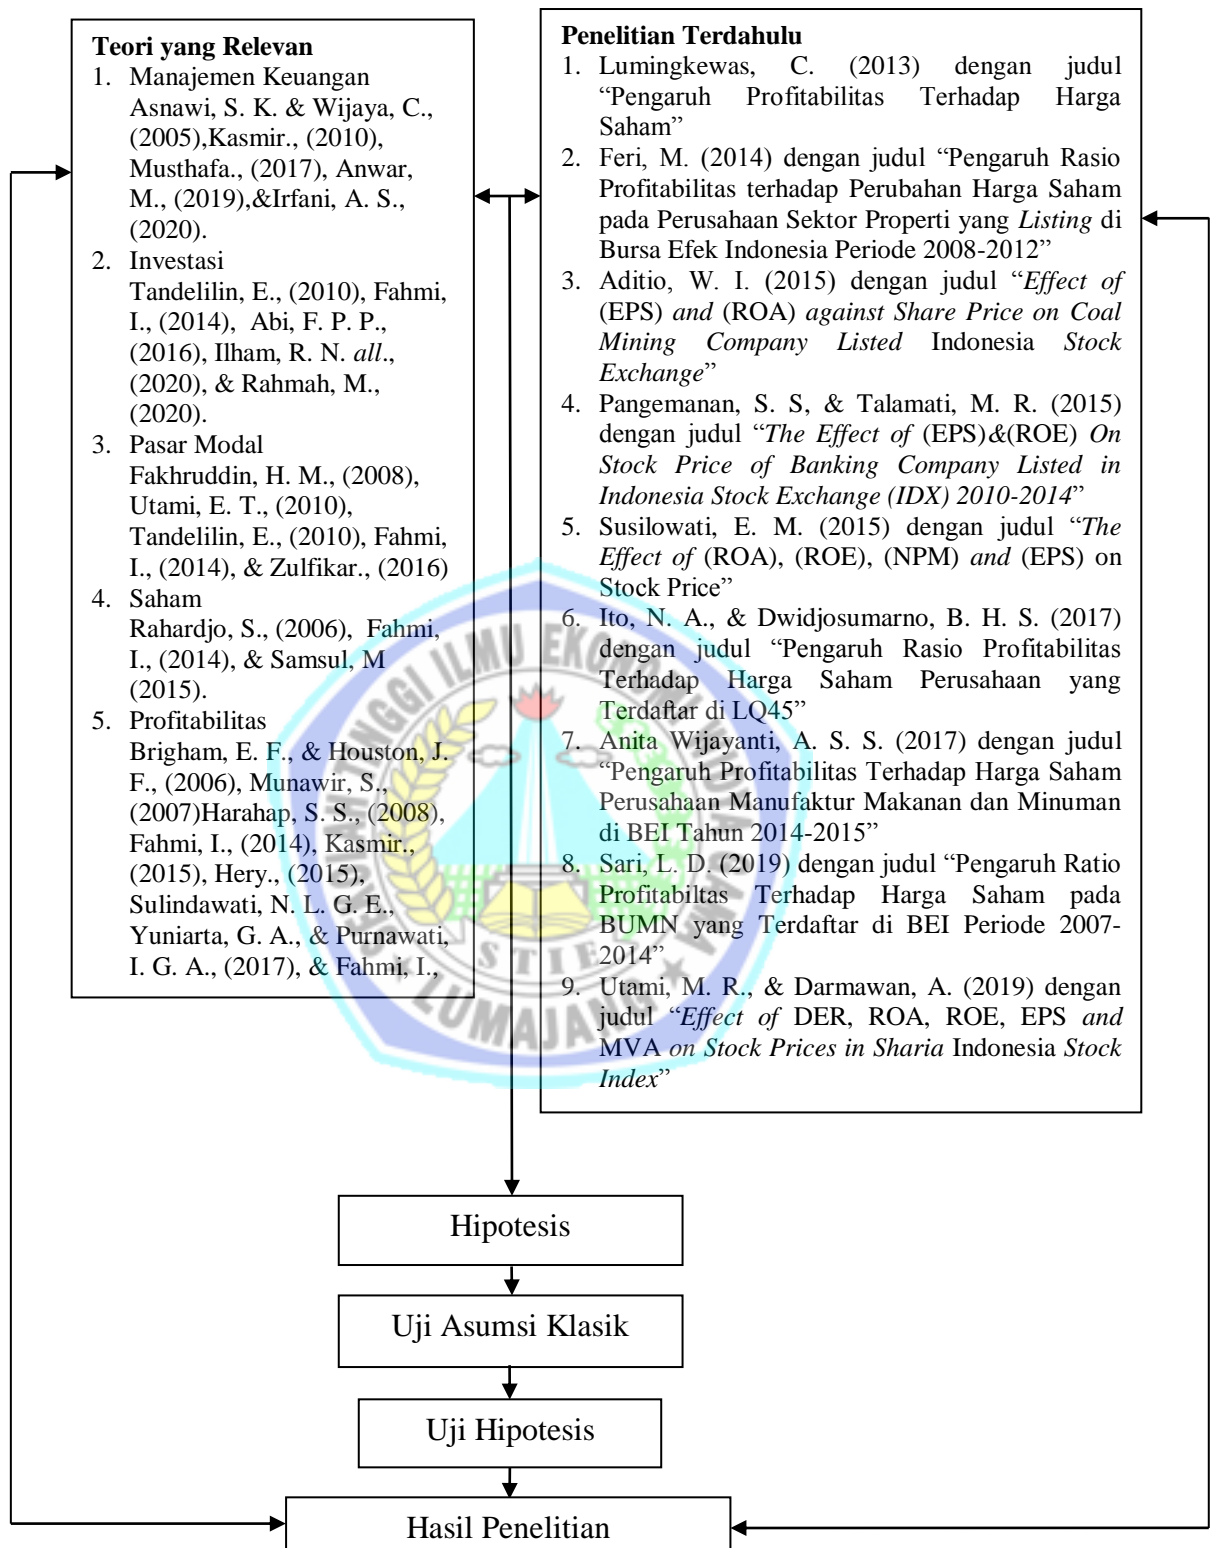 Teori yang Relevan
1. Manajemen Keuangan
Asnawi, S. K. & Wijaya, C.,
(2005),Kasmir., (2010),
Musthafa., (2017), Anwar,
M., (2019),&Irfani, A. S.,
(2020).
2. Investasi
Tandelilin, E., (2010), Fahmi,
I., (2014), Abi, F. P. P.,
(2016), Ilham, R. N. all.,
(2020), & Rahmah, M.,
(2020).
3. Pasar Modal
Fakhruddin, H. M., (2008),
Utami, E. T., (2010),
Tandelilin, E., (2010), Fahmi,
I., (2014), & Zulfikar., (2016)
4. Saham
Rahardjo, S., (2006), Fahmi,
I., (2014), & Samsul, M
(2015).
5. Profitabilitas
Brigham, E. F., & Houston, J.
F., (2006), Munawir, S.,
(2007)Harahap, S. S., (2008),
Fahmi, I., (2014), Kasmir.,
(2015), Hery., (2015),
Sulindawati, N. L. G. E.,
Yuniarta, G. A., & Purnawati,
I. G. A., (2017), & Fahmi, I.,
Penelitian Terdahulu
1. Lumingkewas, C. (2013) dengan judul
“Pengaruh Profitabilitas Terhadap Harga
Saham”
2. Feri, M. (2014) dengan judul “Pengaruh Rasio
Profitabilitas terhadap Perubahan Harga Saham
pada Perusahaan Sektor Properti yang Listing di
Bursa Efek Indonesia Periode 2008-2012”
3. Aditio, W. I. (2015) dengan judul “Effect of
(EPS) and (ROA) against Share Price on Coal
Mining Company Listed Indonesia Stock
Exchange”
4. Pangemanan, S. S, & Talamati, M. R. (2015)
dengan judul “The Effect of (EPS)&(ROE) On
Stock Price of Banking Company Listed in
Indonesia Stock Exchange (IDX) 2010-2014”
5. Susilowati, E. M. (2015) dengan judul “The
Effect of (ROA), (ROE), (NPM) and (EPS) on
Stock Price”
6. Ito, N. A., & Dwidjosumarno, B. H. S. (2017)
dengan judul “Pengaruh Rasio Profitabilitas
Terhadap Harga Saham Perusahaan yang
Terdaftar di LQ45”
7. Anita Wijayanti, A. S. S. (2017) dengan judul
“Pengaruh Profitabilitas Terhadap Harga Saham
Perusahaan Manufaktur Makanan dan Minuman
di BEI Tahun 2014-2015”
8. Sari, L. D. (2019) dengan judul “Pengaruh Ratio
Profitabiltas Terhadap Harga Saham pada
BUMN yang Terdaftar di BEI Periode 2007-
2014”
9. Utami, M. R., & Darmawan, A. (2019) dengan
judul “Effect of DER, ROA, ROE, EPS and
MVA on Stock Prices in Sharia Indonesia Stock
Index”
SEKOLAH TINGGI ILMU EKONOMI WIDYA GAMA
STIE
LUMAJANG
Hipotesis
Uji Asumsi Klasik
Uji Hipotesis
Hasil Penelitian